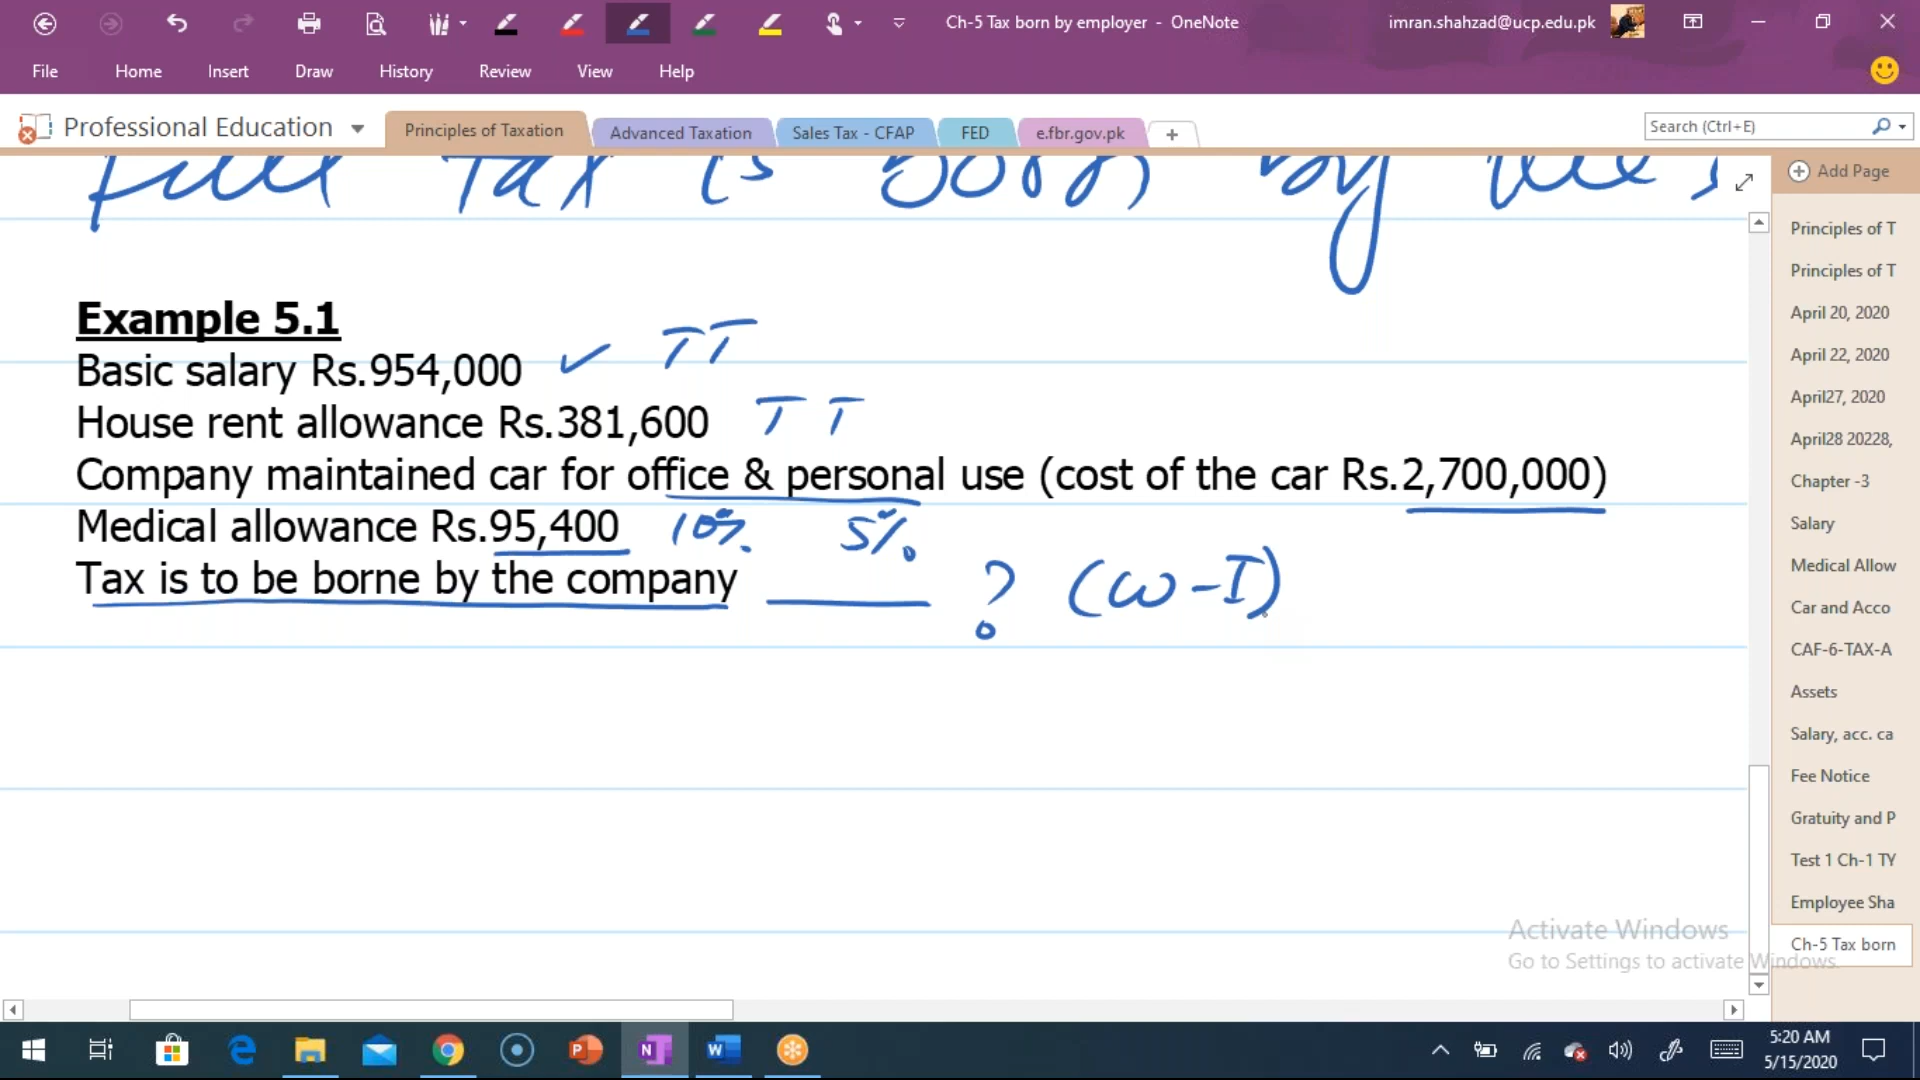 Ch-5 Tax born by employer - OneNote
imran.shahzad@ucp.edu.pk
File Home Insert Draw History Review View Help
Professional Education
Principles of Taxation
Advanced Taxation
Sales Tax - CFAP
FED
e.fbr.gov.pk
Search (Ctrl+E)
Add Page
Full Tax is born by
Example 5.1
Basic salary Rs.954,000 TT
House rent allowance Rs.381,600 TT
Company maintained car for office & personal use (cost of the car Rs.2,700,000)
Medical allowance Rs.95,400 10% 5%
Tax is to be borne by the company ? (W-I)
Principles of T
Principles of T
April 20, 2020
April 22, 2020
April27, 2020
April28 20228,
Chapter -3
Salary
Medical Allow
Car and Acco
CAF-6-TAX-A
Assets
Salary, acc. ca
Fee Notice
Gratuity and P
Test 1 Ch-1 TY
Employee Sha
Ch-5 Tax born
Activate Windows
Go to Settings to activate Windows.
5:20 AM
5/15/2020